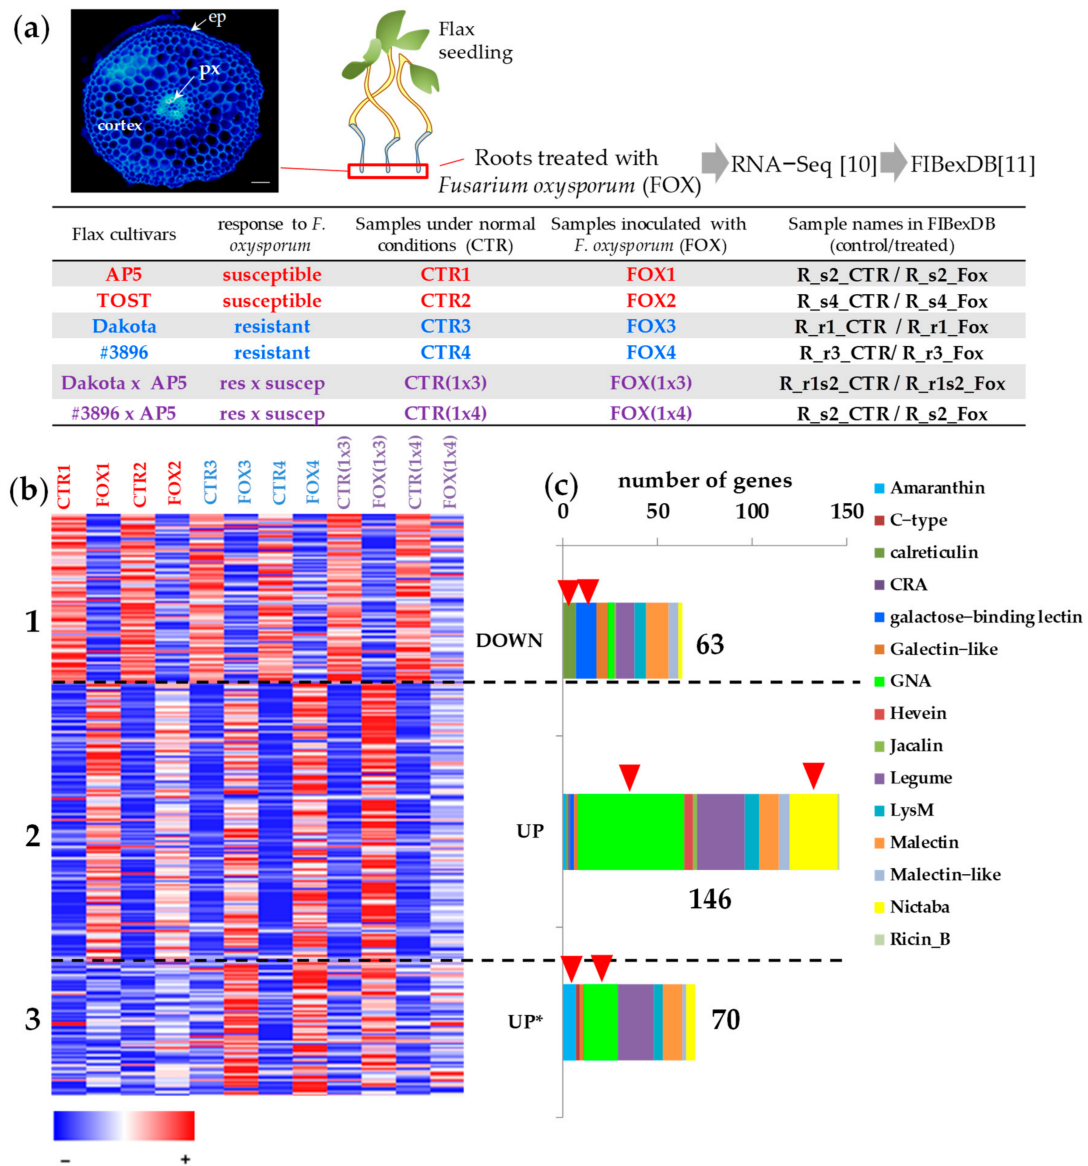 (a)
ep
px
cortex
Flax
seedling
Roots treated with
Fusarium oxysporum (FOX)
RNA−Seq [10]
FIBexDB[11]
Flax cultivars
response to F.
oxysporum
Samples under normal
conditions (CTR)
Samples inoculated with
F. oxysporum (FOX)
Sample names in FIBexDB
(control/treated)
AP5 susceptible CTR1 FOX1 R_s2_CTR / R_s2_Fox
TOST susceptible CTR2 FOX2 R_s4_CTR / R_s4_Fox
Dakota resistant CTR3 FOX3 R_r1_CTR / R_r1_Fox
#3896 resistant CTR4 FOX4 R_r3_CTR/ R_r3_Fox
Dakota x AP5 res x suscep CTR(1x3) FOX(1x3) R_r1s2_CTR / R_r1s2_Fox
#3896 x AP5 res x suscep CTR(1x4) FOX(1x4) R_s2_CTR / R_s2_Fox
(b)
CTR1
FOX1
CTR2
FOX2
CTR3
FOX3
CTR4
FOX4
CTR(1x3)
FOX(1x3)
CTR(1x4)
FOX(1x4)
1
2
3
−
+
(c)
number of genes
0 50 100 150
DOWN
63
UP
146
UP*
70
Amaranthin
C−type
calreticulin
CRA
galactose−binding lectin
Galectin−like
GNA
Hevein
Jacalin
Legume
LysM
Malectin
Malectin−like
Nictaba
Ricin_B